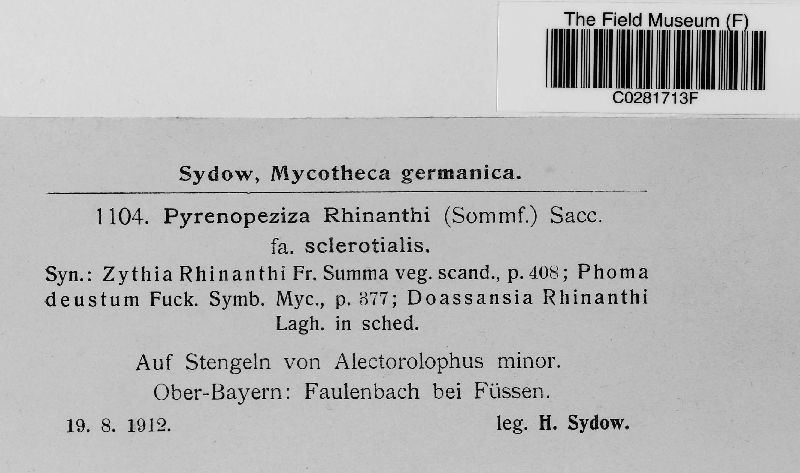 The Field Museum (F)
C0281713F
Sydow, Mycotheca germanica.
1104. Pyrenopeziza Rhinanthi (Sommf.) Sacc.
fa. sclerotialis.
Syn.: Zythia Rhinanthi Fr. Summa veg. scand., p. 408; Phoma
deustum Fuck. Symb. Myc., p. 377; Doassansia Rhinanthi
Lagh. in sched.
Auf Stengeln von Alectorolophus minor.
Ober-Bayern: Faulenbach bei Füssen.
19. 8. 1912. leg. H. Sydow.